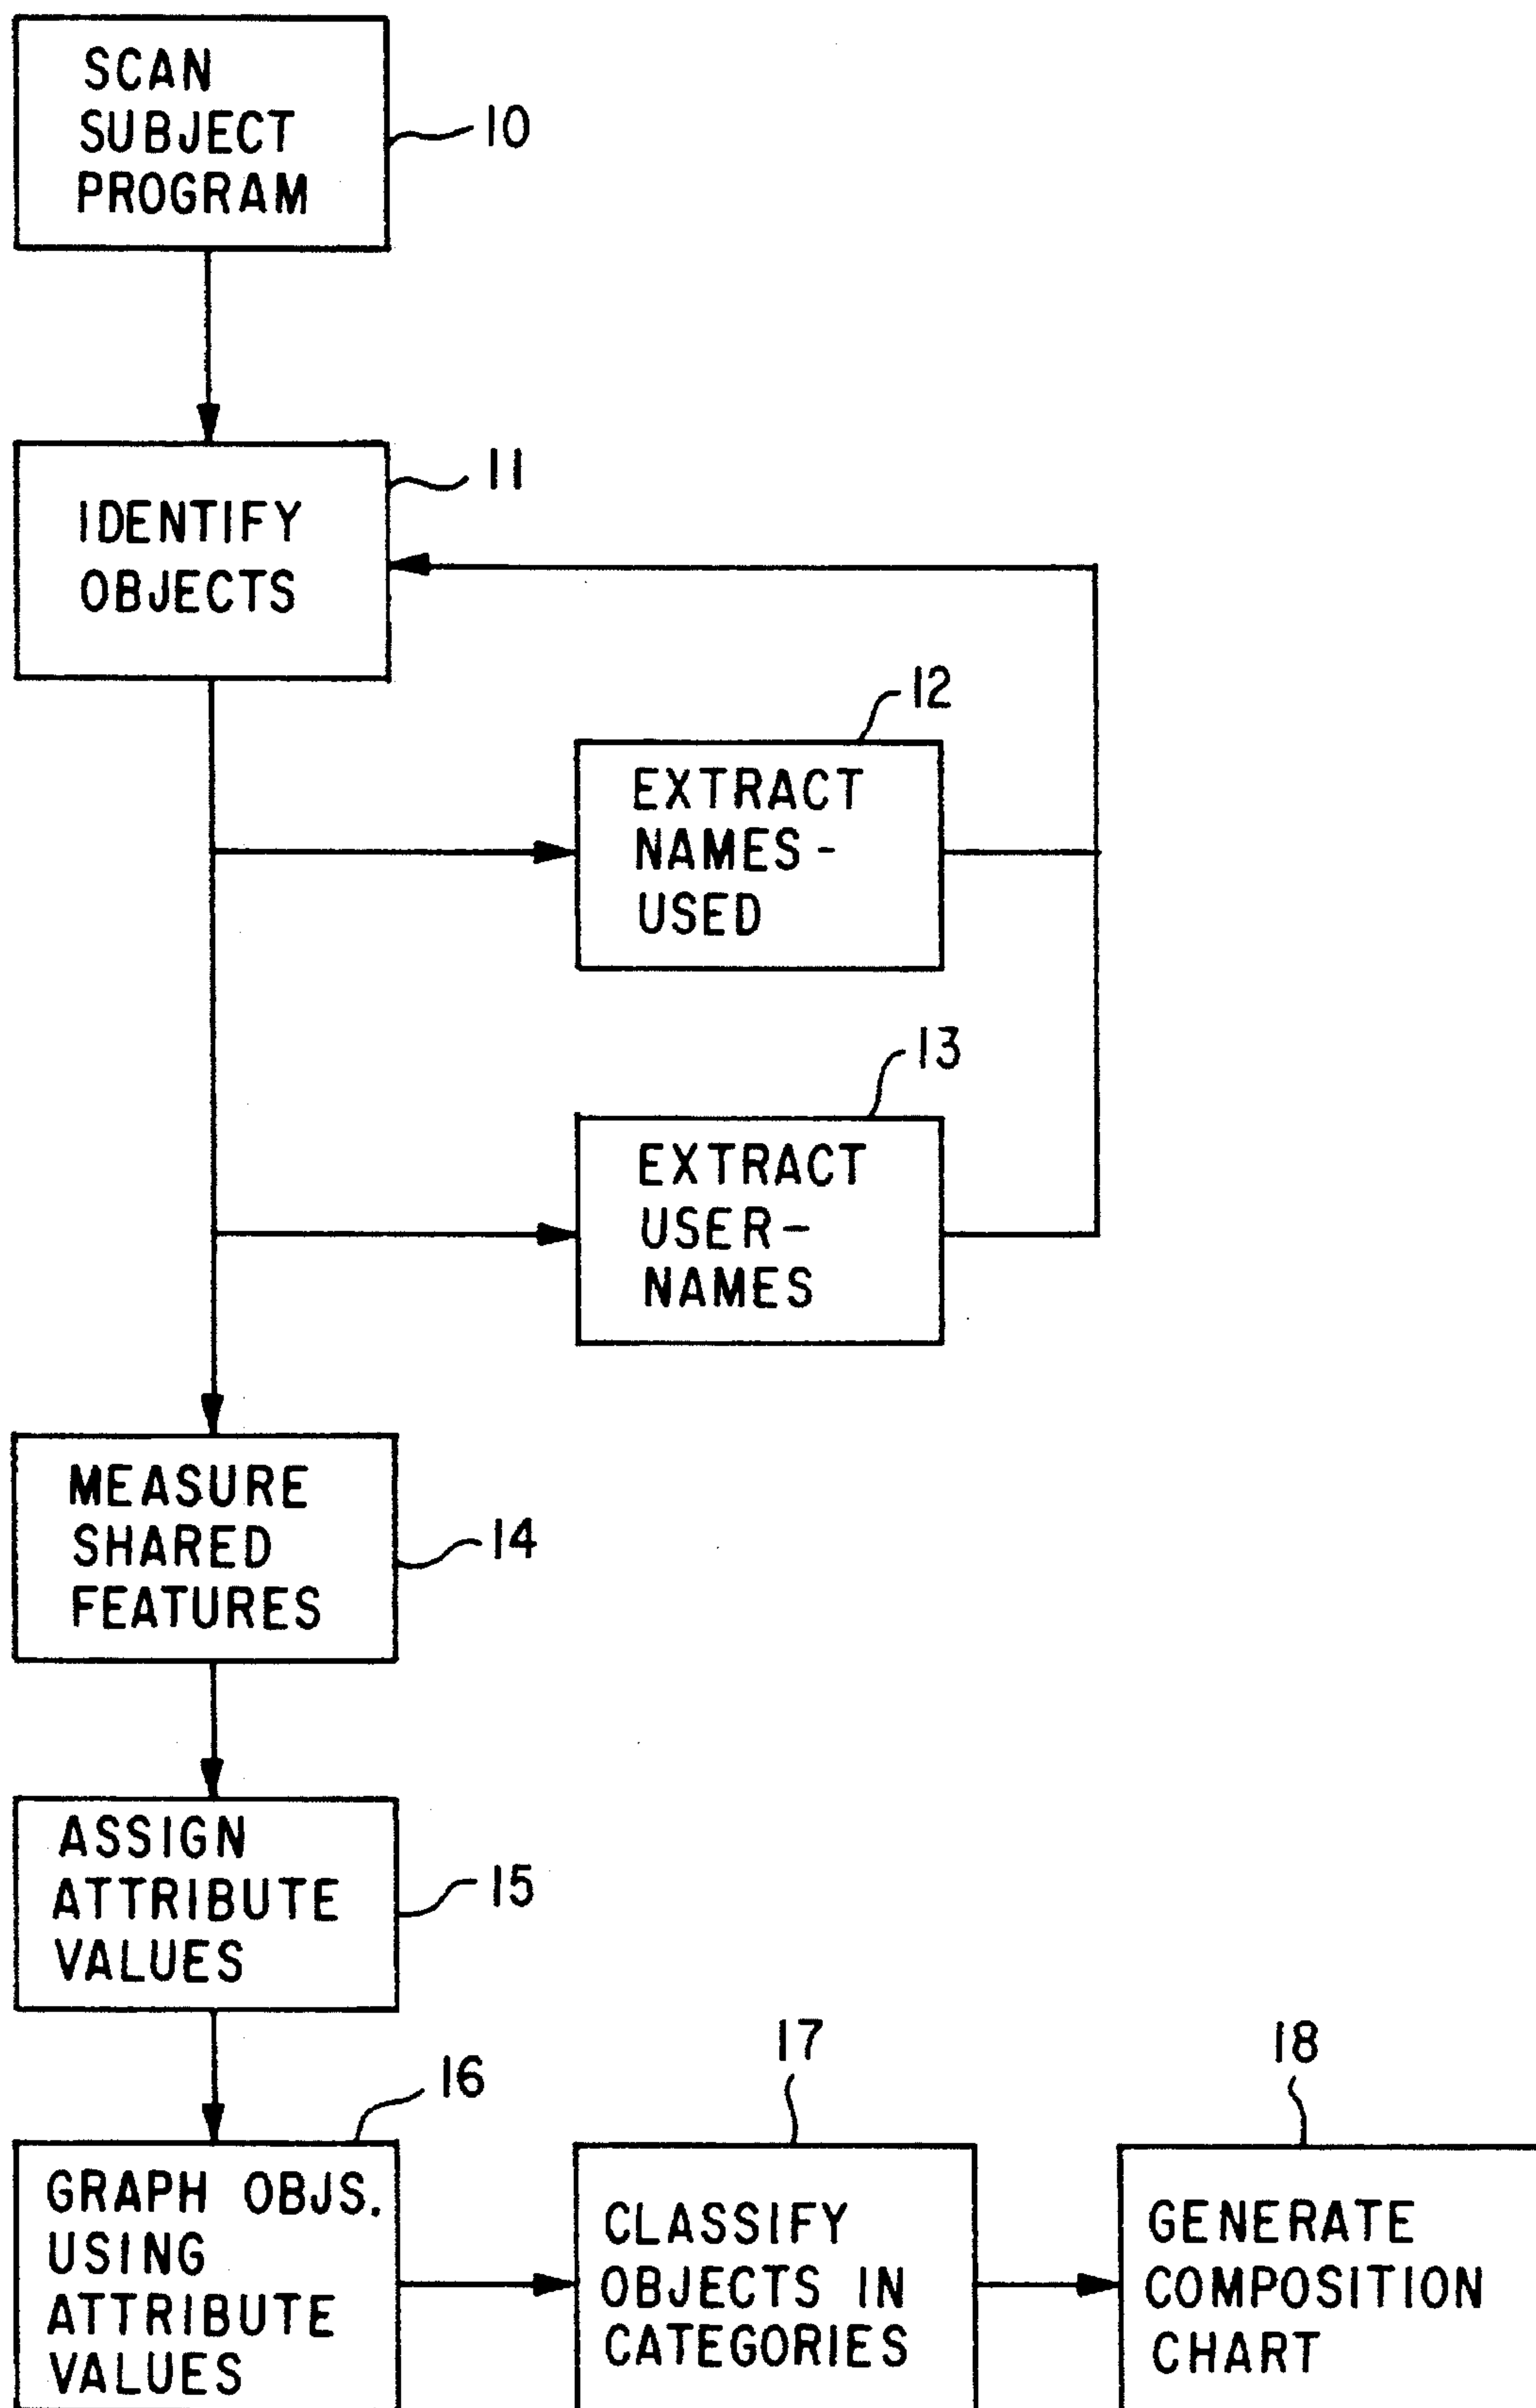 SCAN
SUBJECT
PROGRAM
10
IDENTIFY
OBJECTS
11
12
EXTRACT
NAMES-
USED
13
EXTRACT
USER-
NAMES
MEASURE
SHARED
FEATURES
14
ASSIGN
ATTRIBUTE
VALUES
15
16
GRAPH OBJS.
USING
ATTRIBUTE
VALUES
17
CLASSIFY
OBJECTS IN
CATEGORIES
18
GENERATE
COMPOSITION
CHART